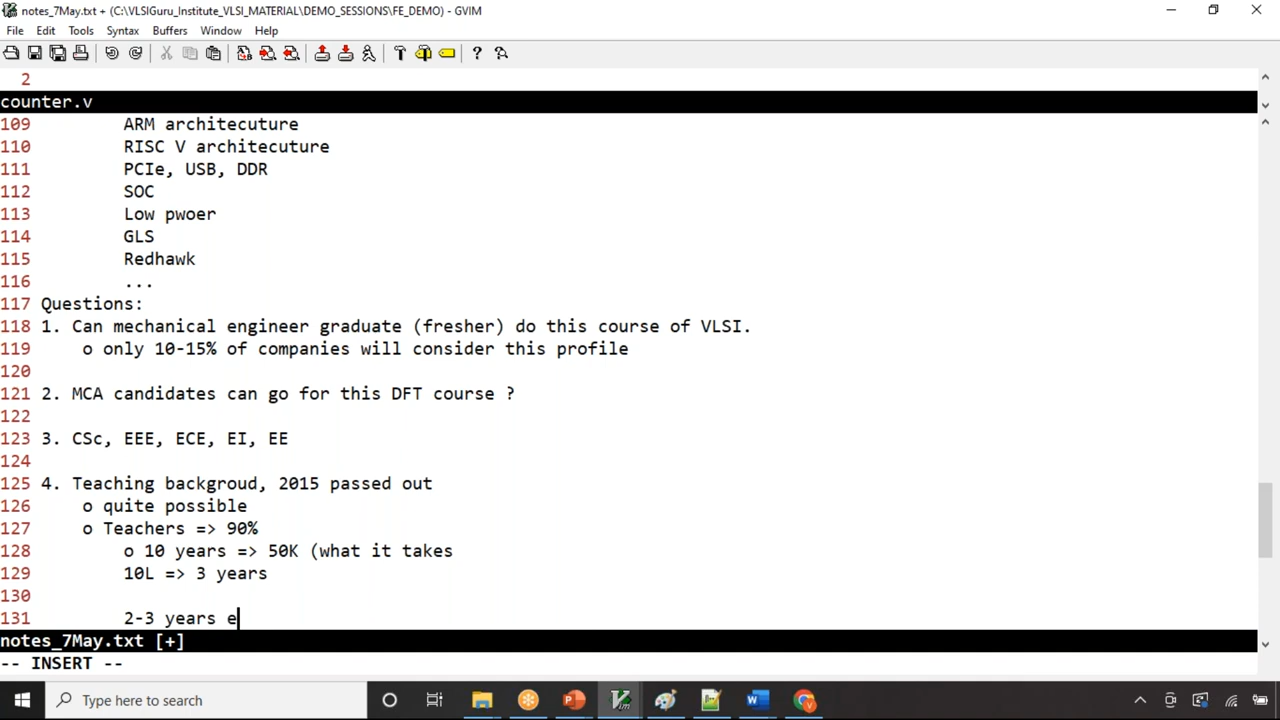 notes_7May.txt + (C:\VLSIGuru_Institute_VLSI_MATERIAL\DEMO_SESSIONS\FE_DEMO) - GVIM
File Edit Tools Syntax Buffers Window Help
2
counter.v
109 ARM architecuture
110 RISC V architecuture
111 PCIe, USB, DDR
112 SOC
113 Low pwoer
114 GLS
115 Redhawk
116 ...
117 Questions:
118 1. Can mechanical engineer graduate (fresher) do this course of VLSI.
119 o only 10-15% of companies will consider this profile
120
121 2. MCA candidates can go for this DFT course ?
122
123 3. CSc, EEE, ECE, EI, EE
124
125 4. Teaching backgroud, 2015 passed out
126 o quite possible
127 o Teachers => 90%
128 o 10 years => 50K (what it takes
129 10L => 3 years
130
131 2-3 years e
notes_7May.txt [+]
-- INSERT --
Type here to search